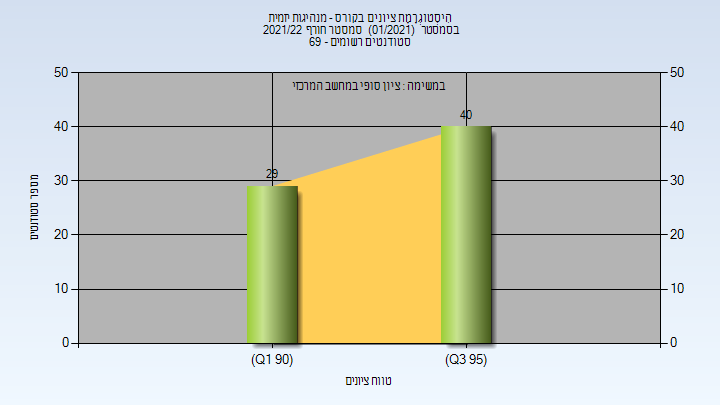 היסטוגרמת ציונים בקורס - מנהיגות יזמית
בסמסטר (01/2021) סמסטר חורף 2021/22
סטודנטים רשומים - 69
במשימה : ציון סופי במחשב המרכזי
50
40
30
20
10
0
50
40
30
20
10
0
29
40
מספר סטודנטים
(Q1 90)
(Q3 95)
טווח ציונים